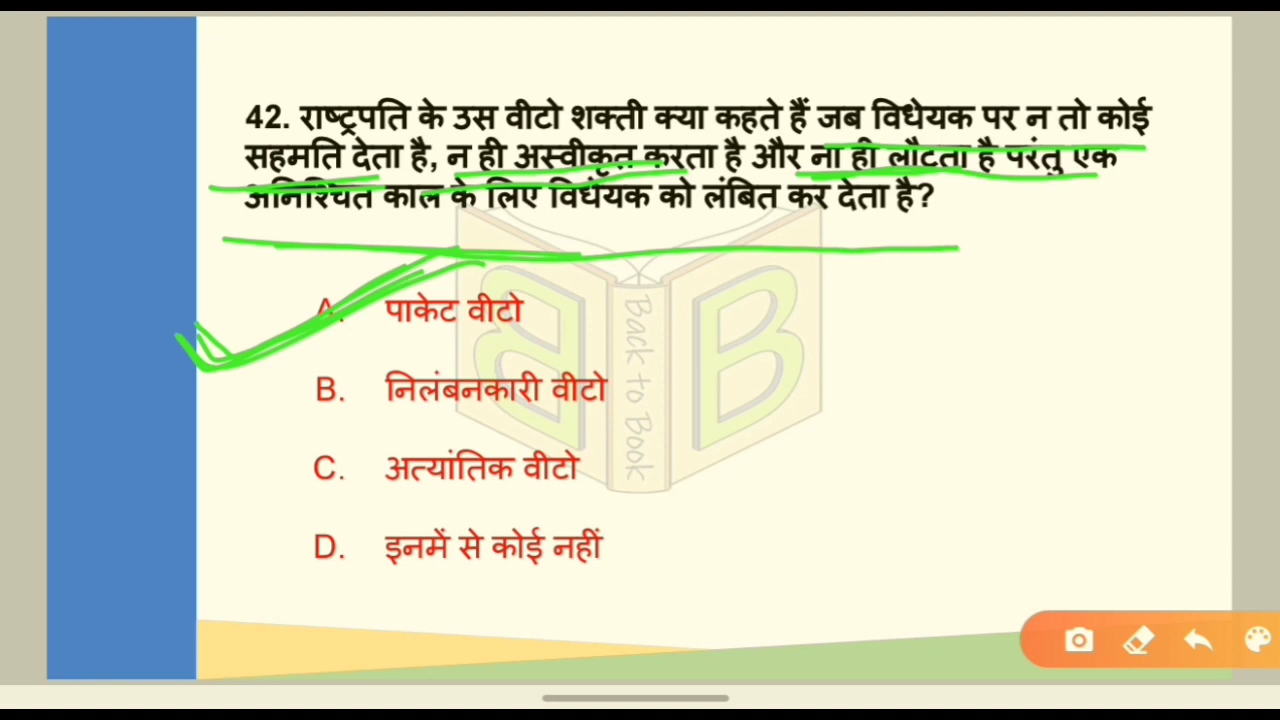 42. राष्ट्रपति के उस वीटो शक्ती क्या कहते हैं जब विधेयक पर न तो कोई
सहमति देता है, न ही अस्वीकृत करता है और ना ही लौटता है परंतु एक
अनिश्चित काल के लिए विधेयक को लंबित कर देता है?
A. पाकेट वीटो
B. निलंबनकारी वीटो
C. अत्यांतिक वीटो
D. इनमें से कोई नहीं
B B
Back to Book